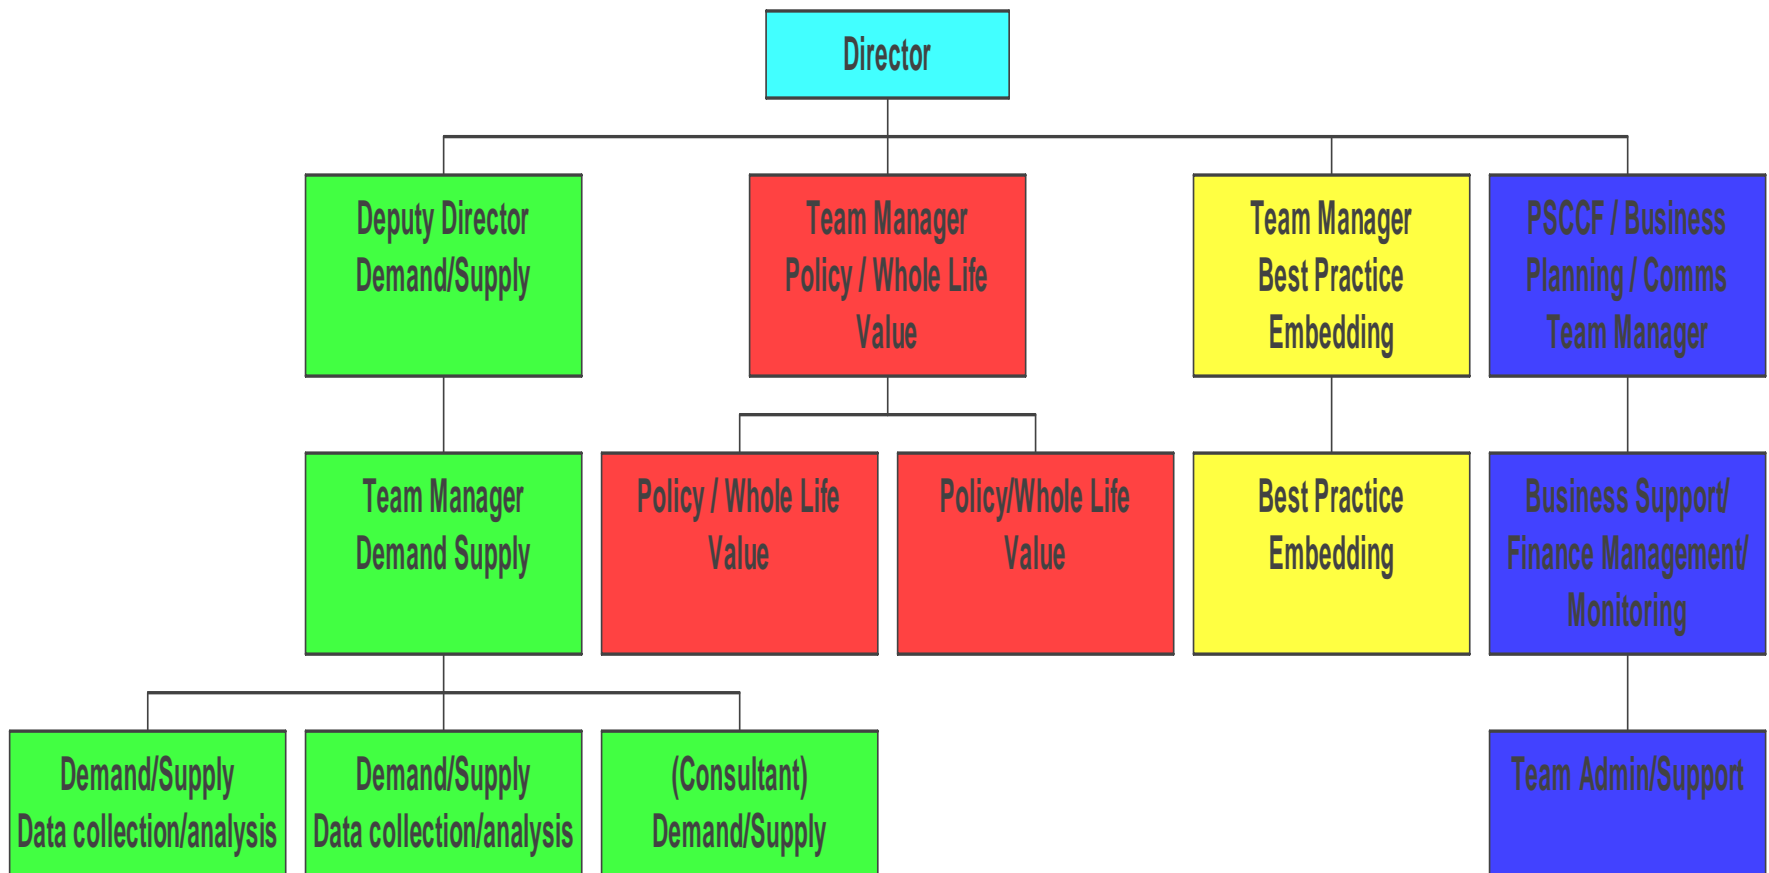 Director
Deputy Director
Demand/Supply
Team Manager
Policy / Whole Life
Value
Team Manager
Best Practice
Embedding
PSCCF / Business
Planning / Comms
Team Manager
Team Manager
Demand Supply
Policy / Whole Life
Value
Policy/Whole Life
Value
Best Practice
Embedding
Business Support/
Finance Management/
Monitoring
Demand/Supply
Data collection/analysis
Demand/Supply
Data collection/analysis
(Consultant)
Demand/Supply
Team Admin/Support